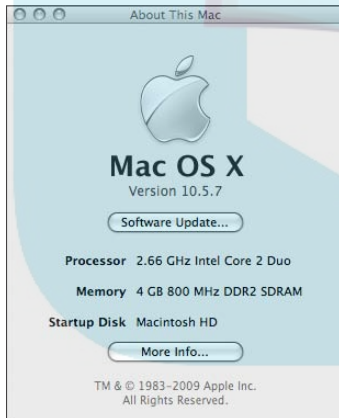 About This Mac
Mac OS X
Version 10.5.7
Software Update...
Processor 2.66 GHz Intel Core 2 Duo
Memory 4 GB 800 MHz DDR2 SDRAM
Startup Disk Macintosh HD
More Info...
TM & © 1983-2009 Apple Inc.
All Rights Reserved.